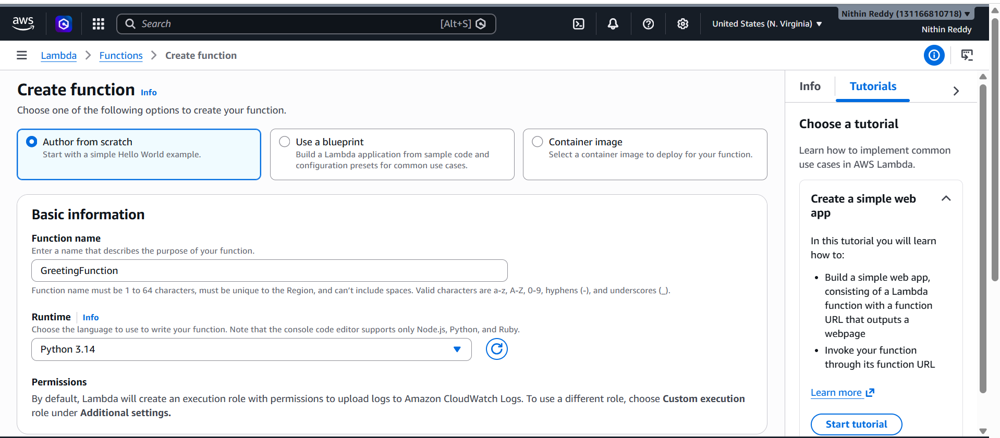 aws
Search
[Alt+S]
United States (N. Virginia)
Nithin Reddy (131166810718)
Nithin Reddy
Lambda
Functions
Create function
Create function Info
Choose one of the following options to create your function.
Author from scratch
Start with a simple Hello World example.
Use a blueprint
Build a Lambda application from sample code and
configuration presets for common use cases.
Container image
Select a container image to deploy for your function.
Basic information
Function name
Enter a name that describes the purpose of your function.
GreetingFunction
Function name must be 1 to 64 characters, must be unique to the Region, and can’t include spaces. Valid characters are a-z, A-Z, 0-9, hyphens (-), and underscores (_).
Runtime Info
Choose the language to use to write your function. Note that the console code editor supports only Node.js, Python, and Ruby.
Python 3.14
Permissions
By default, Lambda will create an execution role with permissions to upload logs to Amazon CloudWatch Logs. To use a different role, choose Custom execution
role under Additional settings.
Info
Tutorials
Choose a tutorial
Learn how to implement common
use cases in AWS Lambda.
Create a simple web
app
In this tutorial you will learn
how to:
• Build a simple web app,
consisting of a Lambda
function with a function
URL that outputs a
webpage
• Invoke your function
through its function URL
Learn more
Start tutorial